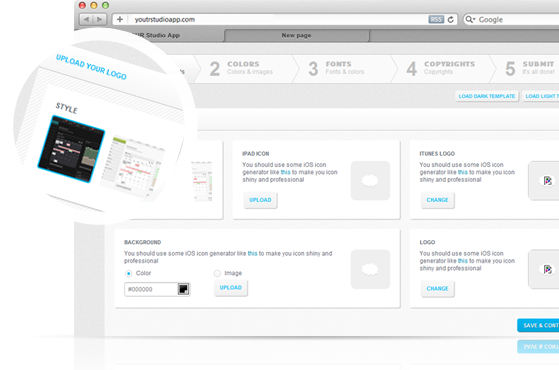 youtrstudioapp.com
RSS
Google
YOUR Studio App
New page
2 COLORS
Colors & images
3 FONTS
Fonts & colors
4 COPYRIGHTS
Copyrights
5 SUBMIT
It's all done!
UPLOAD YOUR LOGO
STYLE
LOAD DARK TEMPLATE
LOAD LIGHT T
IPAD ICON
You should use some iOS icon
generator like this to make you icon
shiny and professional
UPLOAD
ITUNES LOGO
You should use some iOS icon
generator like this to make you icon
shiny and professional
CHANGE
BACKGROUND
You should use some iOS icon generator like this to make you icon shiny and
professional
Color
Image
#000000
UPLOAD
LOGO
You should use some iOS icon
generator like this to make you icon
shiny and professional
CHANGE
SAVE & CONT